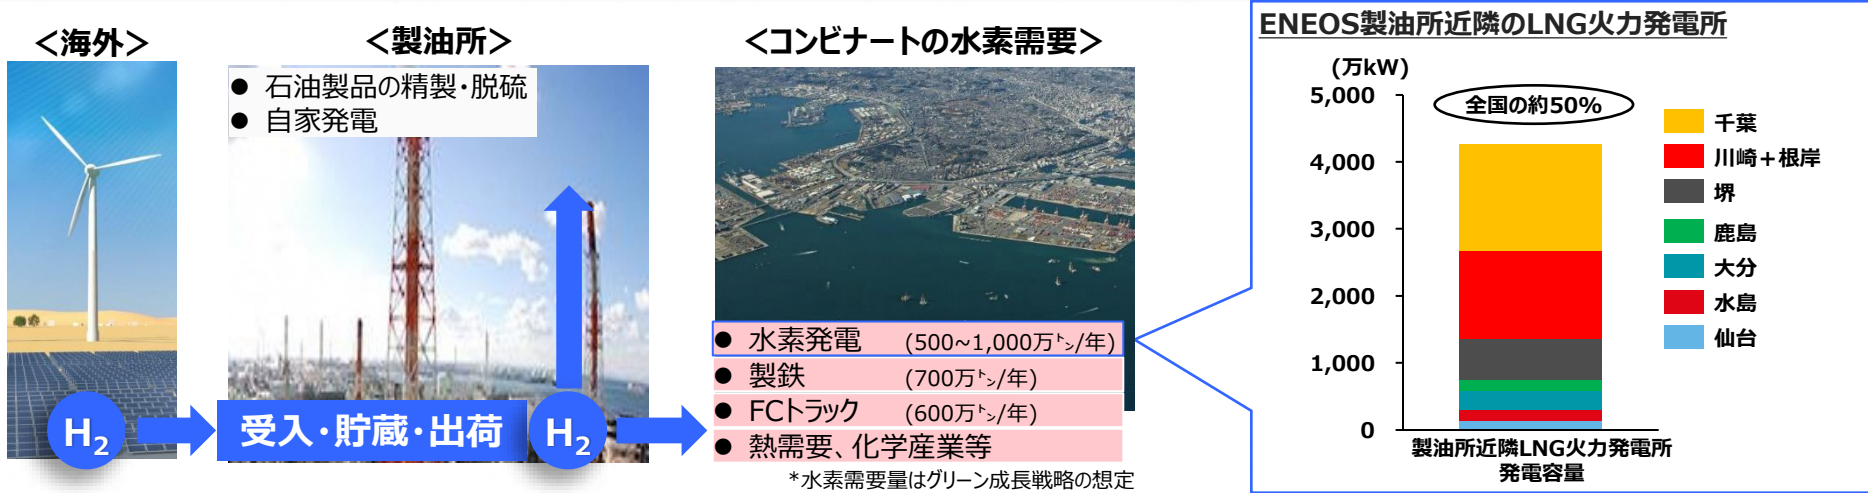 ＜海外＞
＜製油所＞
● 石油製品の精製・脱硫
● 自家発電
H2
受入・貯蔵・出荷
H2
＜コンビナートの水素需要＞
● 水素発電 (500~1,000万㌧/年)
● 製鉄 (700万㌧/年)
● FCトラック (600万㌧/年)
● 熱需要、化学産業等
*水素需要量はグリーン成長戦略の想定
ENEOS製油所近隣のLNG火力発電所
(万kW)
5,000
4,000
3,000
2,000
1,000
0
全国の約50%
千葉
川崎＋根岸
堺
鹿島
大分
水島
仙台
製油所近隣LNG火力発電所
発電容量